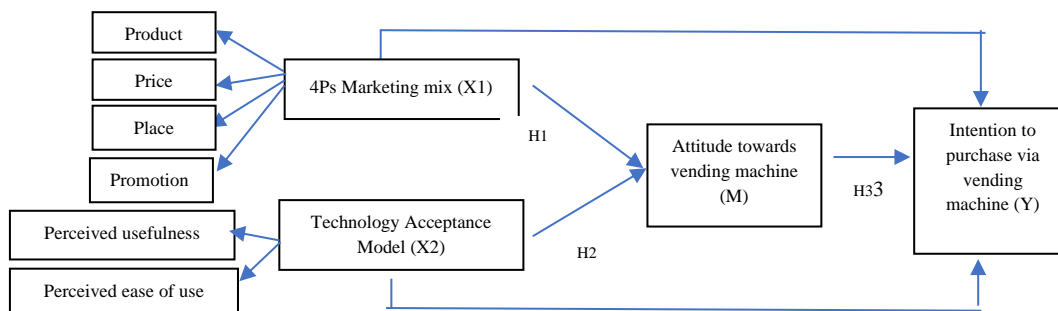 Product
Price
Place
Promotion
4Ps Marketing mix (X1)
H1
Attitude towards
vending machine
(M)
H33
Intention to
purchase via
vending
machine (Y)
Perceived usefulness
Perceived ease of use
Technology Acceptance
Model (X2)
H2